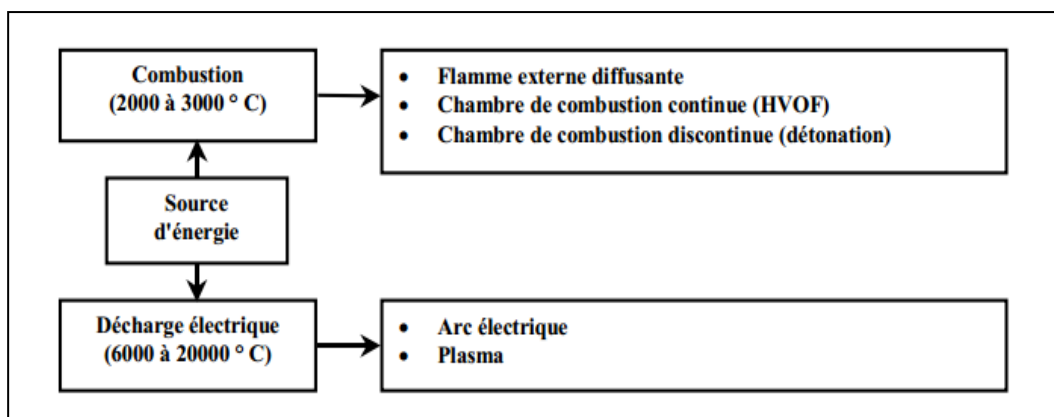 Combustion
(2000 à 3000 ° C)
• Flamme externe diffusante
• Chambre de combustion continue (HVOF)
• Chambre de combustion discontinue (détonation)
Source
d'énergie
Décharge électrique
(6000 à 20000 ° C)
• Arc électrique
• Plasma